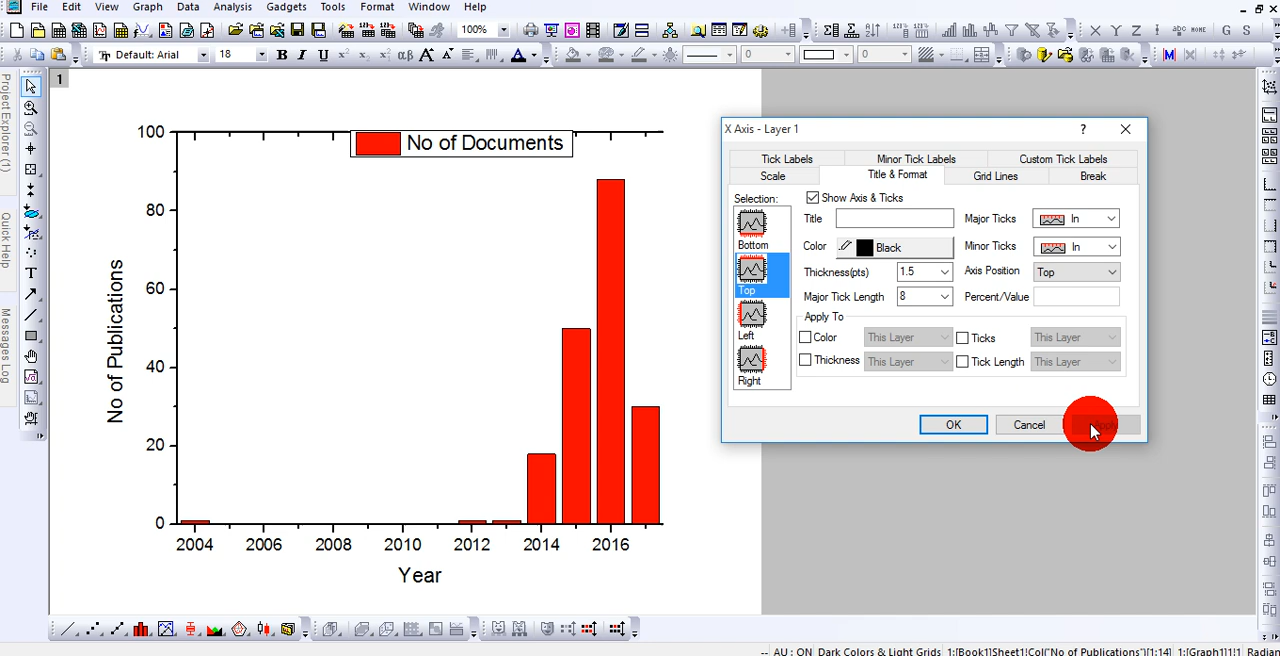 File Edit View Graph Data Analysis Gadgets Tools Format Window Help
100%
Default: Arial 18 B I U 0 0
Project Explorer (1)
Quick Help
Messages Log
1
No of Documents
100
80
60
40
20
0
No of Publications
2004 2006 2008 2010 2012 2014 2016
Year
X Axis - Layer 1
Tick Labels Minor Tick Labels Custom Tick Labels
Scale Title & Format Grid Lines Break
Selection: Show Axis & Ticks
Title Major Ticks In
Bottom
Color Black Minor Ticks In
Thickness(pts) 1.5 Axis Position Top
Top
Major Tick Length 8 Percent/Value
Apply To
Left
Color This Layer Ticks This Layer
Thickness This Layer Tick Length This Layer
Right
OK Cancel
-- AU : ON Dark Colors & Light Grids 1:[Book1]Sheet1!Col("No of Publications")[1:14] 1:[Graph1]1!1 Radian